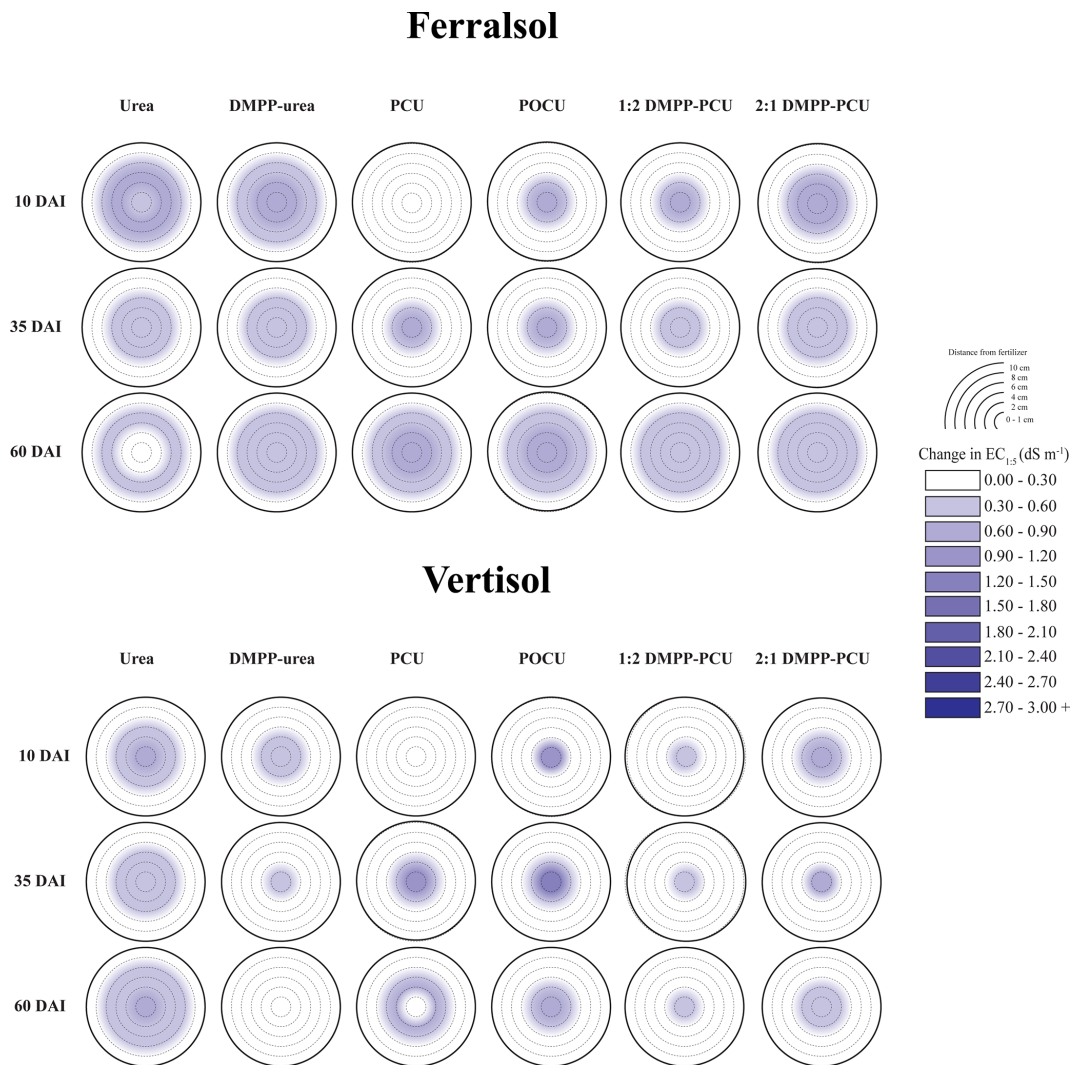 Ferralsol
Urea DMPP-urea PCU POCU 1:2 DMPP-PCU 2:1 DMPP-PCU
10 DAI
35 DAI
60 DAI
Distance from fertilizer
10 cm
8 cm
6 cm
4 cm
2 cm
0 - 1 cm
Change in EC1:5 (dS m-1)
0.00 - 0.30
0.30 - 0.60
0.60 - 0.90
0.90 - 1.20
1.20 - 1.50
1.50 - 1.80
1.80 - 2.10
2.10 - 2.40
2.40 - 2.70
2.70 - 3.00 +
Vertisol
Urea DMPP-urea PCU POCU 1:2 DMPP-PCU 2:1 DMPP-PCU
10 DAI
35 DAI
60 DAI